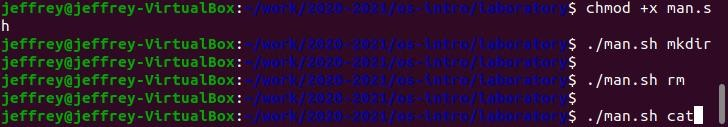 jeffrey@jeffrey-VirtualBox:~/work/2020-2021/os-intro/laboratory$ chmod +x man.s
h
jeffrey@jeffrey-VirtualBox:~/work/2020-2021/os-intro/laboratory$ ./man.sh mkdir
jeffrey@jeffrey-VirtualBox:~/work/2020-2021/os-intro/laboratory$
jeffrey@jeffrey-VirtualBox:~/work/2020-2021/os-intro/laboratory$ ./man.sh rm
jeffrey@jeffrey-VirtualBox:~/work/2020-2021/os-intro/laboratory$
jeffrey@jeffrey-VirtualBox:~/work/2020-2021/os-intro/laboratory$ ./man.sh cat